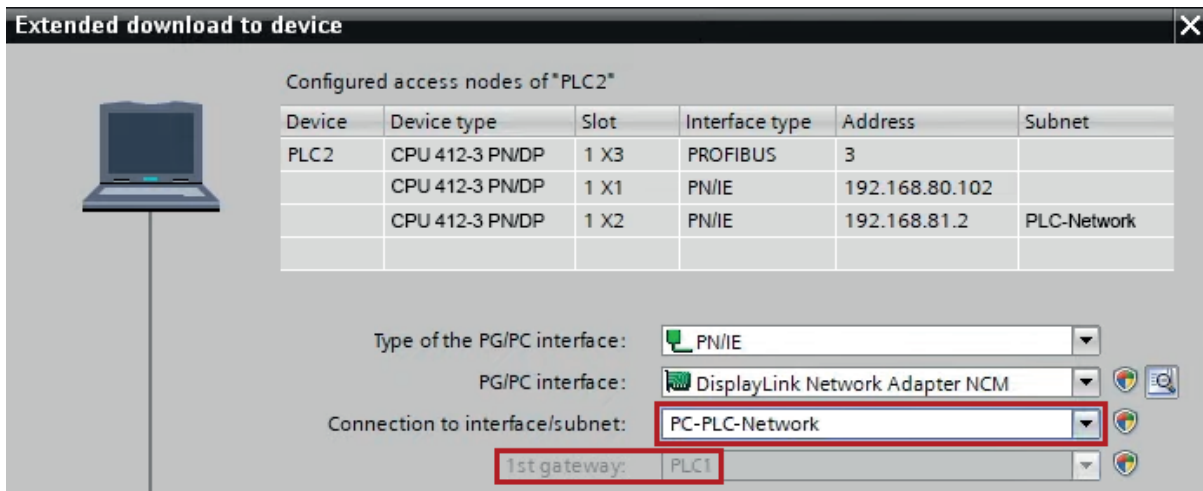 Extended download to device
Configured access nodes of "PLC2"
Device Device type Slot Interface type Address Subnet
PLC2 CPU 412-3 PN/DP 1 X3 PROFIBUS 3
CPU 412-3 PN/DP 1 X1 PN/IE 192.168.80.102
CPU 412-3 PN/DP 1 X2 PN/IE 192.168.81.2 PLC-Network
Type of the PG/PC interface: PN/IE
PG/PC interface: DisplayLink Network Adapter NCM
Connection to interface/subnet: PC-PLC-Network
1st gateway: PLC1